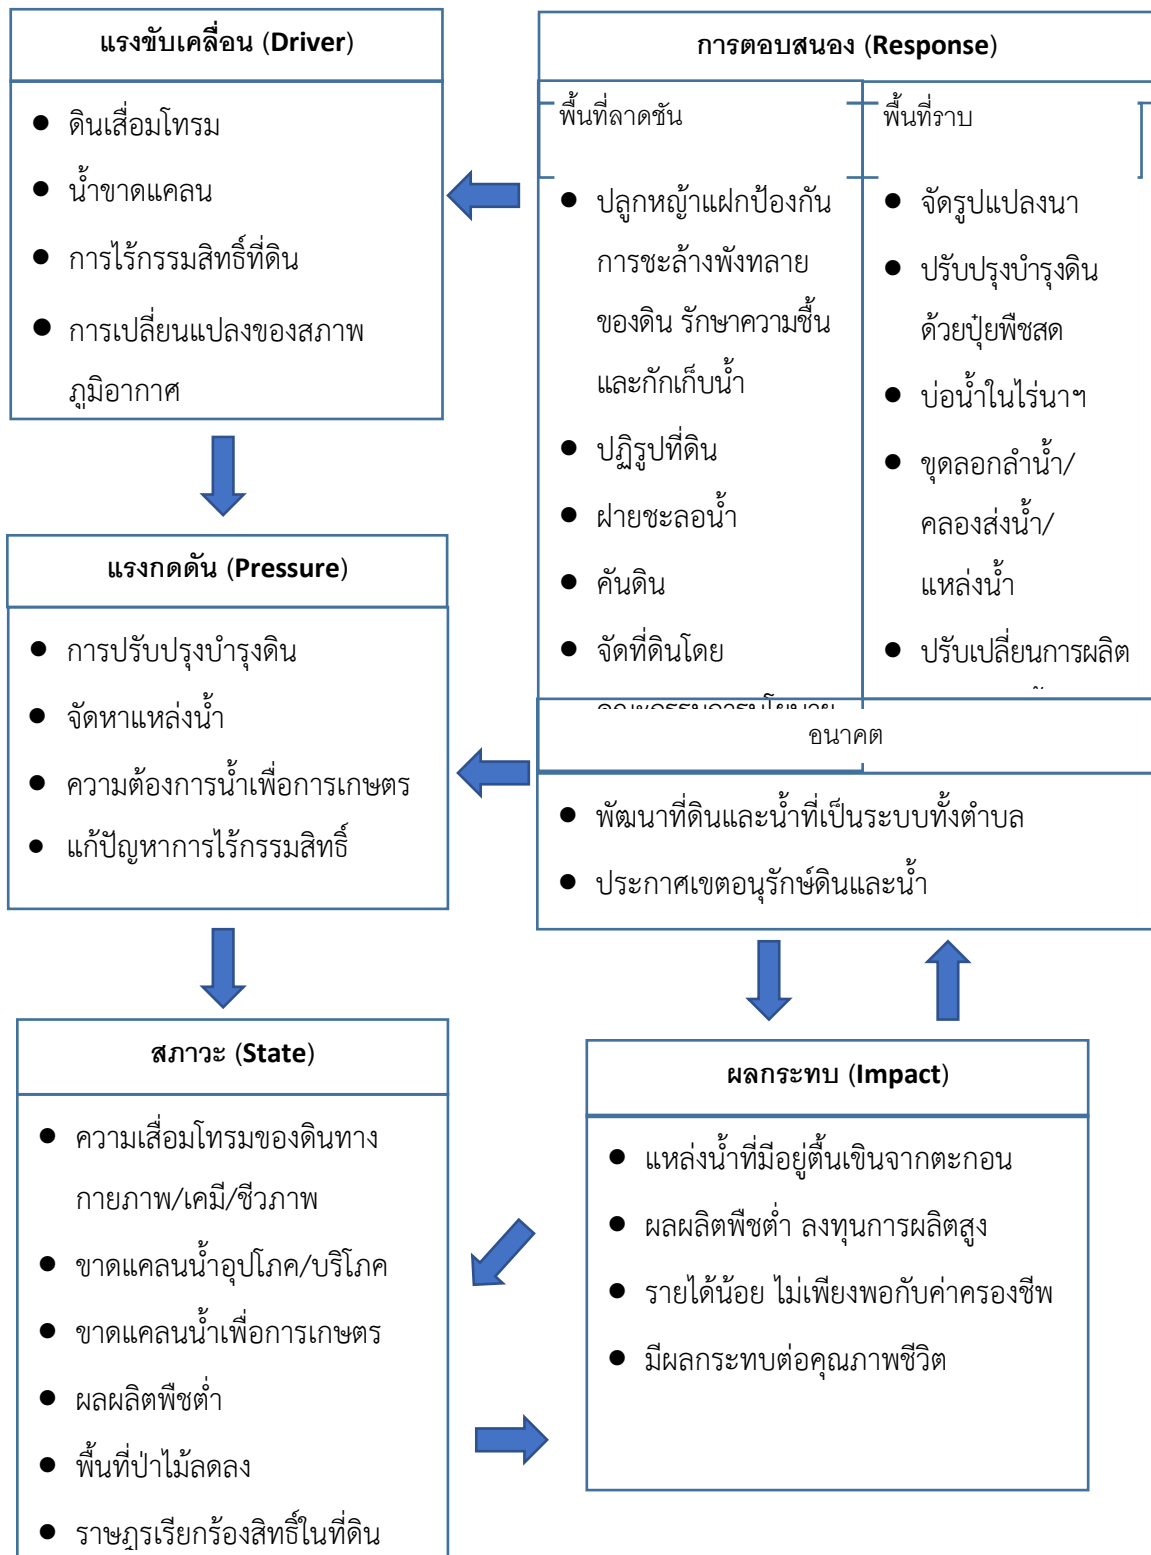 แรงขับเคลื่อน (Driver)
ดินเสื่อมโทรม
น้ำขาดแคลน
การไร้กรรมสิทธิ์ที่ดิน
การเปลี่ยนแปลงของสภาพ
ภูมิอากาศ
แรงกดดัน (Pressure)
การปรับปรุงบำรุงดิน
จัดหาแหล่งน้ำ
ความต้องการน้ำเพื่อการเกษตร
แก้ปัญหาการไร้กรรมสิทธิ์
สภาวะ (State)
ความเสื่อมโทรมของดินทาง
กายภาพ/เคมี/ชีวภาพ
ขาดแคลนน้ำอุปโภค/บริโภค
ขาดแคลนน้ำเพื่อการเกษตร
ผลผลิตพืชต่ำ
พื้นที่ป่าไม้ลดลง
ราษฎรเรียกร้องสิทธิ์ในที่ดิน
การตอบสนอง (Response)
พื้นที่ลาดชัน
ปลูกหญ้าแฝกป้องกัน
การชะล้างพังทลาย
ของดิน รักษาความชื้น
และกักเก็บน้ำ
ปฏิรูปที่ดิน
ฝายชะลอน้ำ
คันดิน
จัดที่ดินโดย
คณะกรรมการนโยบาย
พื้นที่ราบ
จัดรูปแปลงนา
ปรับปรุงบำรุงดิน
ด้วยปุ๋ยพืชสด
บ่อน้ำในไร่นาฯ
ขุดลอกลำน้ำ/
คลองส่งน้ำ/
แหล่งน้ำ
ปรับเปลี่ยนการผลิต
อนาคต
พัฒนาที่ดินและน้ำที่เป็นระบบทั้งตำบล
ประกาศเขตอนุรักษ์ดินและน้ำ
ผลกระทบ (Impact)
แหล่งน้ำที่มีอยู่ตื้นเขินจากตะกอน
ผลผลิตพืชต่ำ ลงทุนการผลิตสูง
รายได้น้อย ไม่เพียงพอกับค่าครองชีพ
มีผลกระทบต่อคุณภาพชีวิต